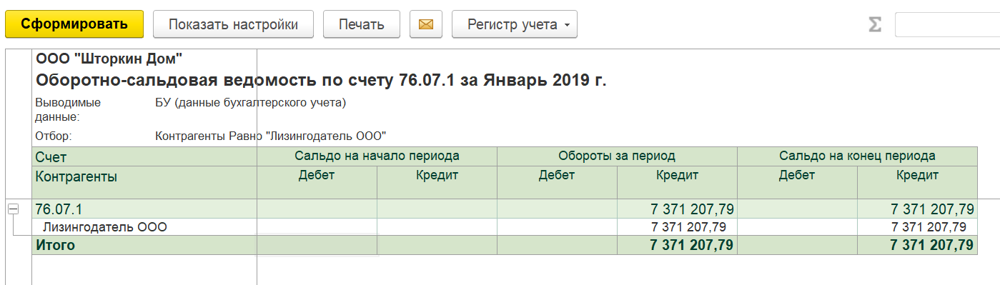 Сформировать Показать настройки Печать Регистр учета Σ
ООО "Шторкин Дом"
Оборотно-сальдовая ведомость по счету 76.07.1 за Январь 2019 г.
Выводимые БУ (данные бухгалтерского учета)
данные:
Отбор: Контрагенты Равно "Лизингодатель ООО"
Счет Сальдо на начало периода Обороты за период Сальдо на конец периода
Контрагенты Дебет Кредит Дебет Кредит Дебет Кредит
76.07.1 7 371 207,79 7 371 207,79
Лизингодатель ООО 7 371 207,79 7 371 207,79
Итого 7 371 207,79 7 371 207,79